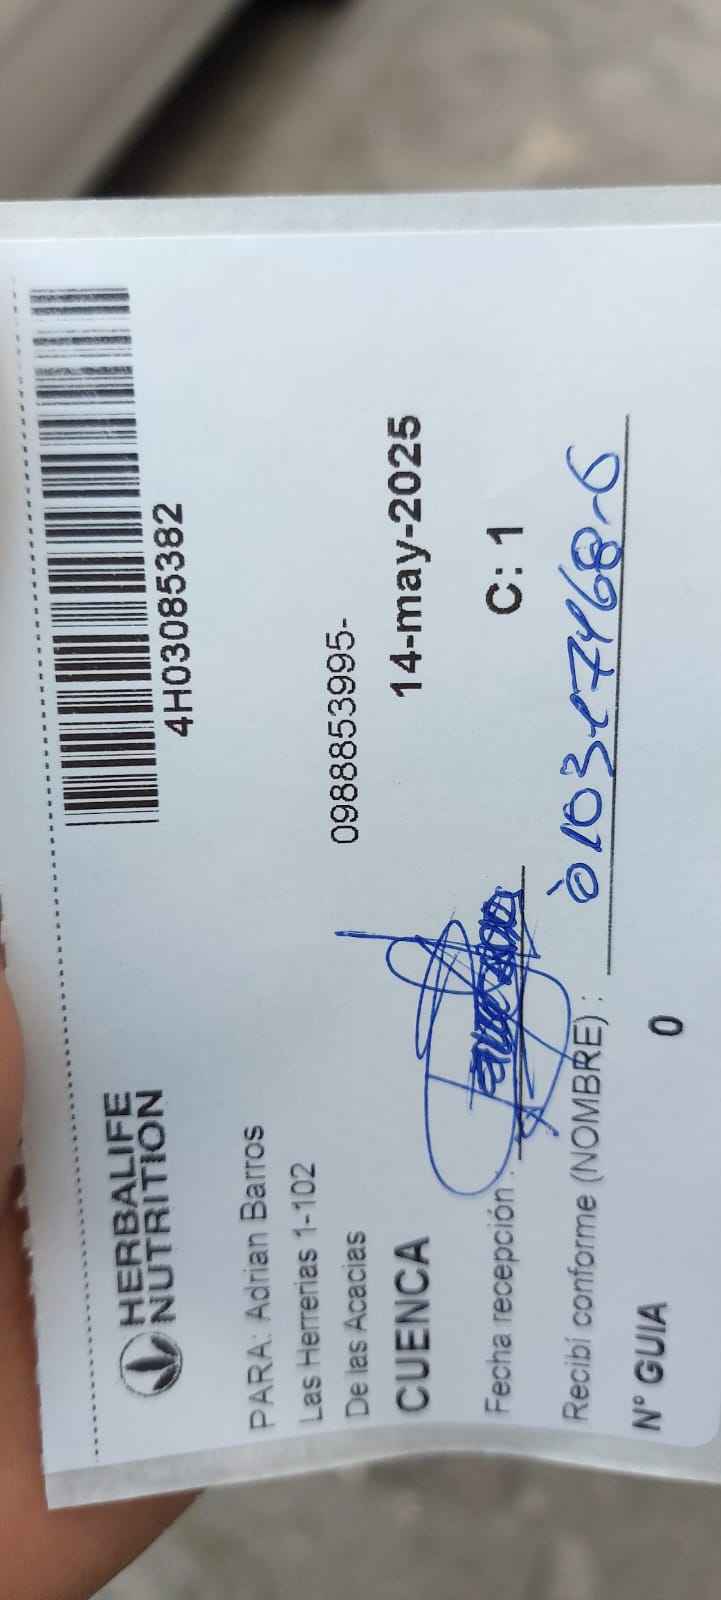 4H03085382
HERBALIFE
NUTRITION
PARA: Adrian Barros
Las Herrerias 1-102
De las Acacias
0988853995-
CUENCA
14-may-2025
Fecha recepción :
C: 1
Recibí conforme (NOMBRE) :
N° GUIA
0